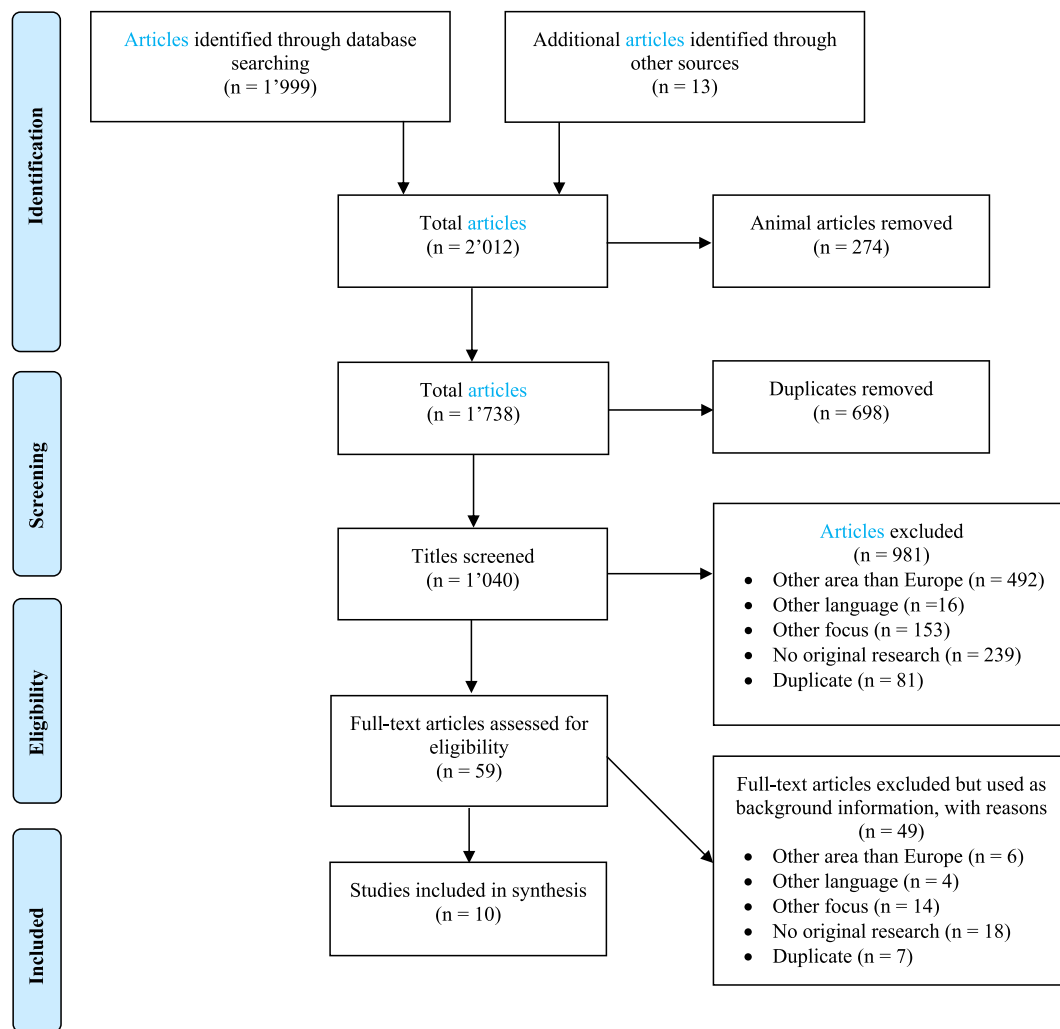 Identification
Articles identified through database
searching
(n = 1’999)
Additional articles identified through
other sources
(n = 13)
Total articles
(n = 2’012)
Animal articles removed
(n = 274)
Screening
Total articles
(n = 1’738)
Duplicates removed
(n = 698)
Titles screened
(n = 1’040)
Articles excluded
(n = 981)
• Other area than Europe (n = 492)
• Other language (n =16)
• Other focus (n = 153)
• No original research (n = 239)
• Duplicate (n = 81)
Eligibility
Full-text articles assessed for
eligibility
(n = 59)
Full-text articles excluded but used as
background information, with reasons
(n = 49)
• Other area than Europe (n = 6)
• Other language (n = 4)
• Other focus (n = 14)
• No original research (n = 18)
• Duplicate (n = 7)
Included
Studies included in synthesis
(n = 10)